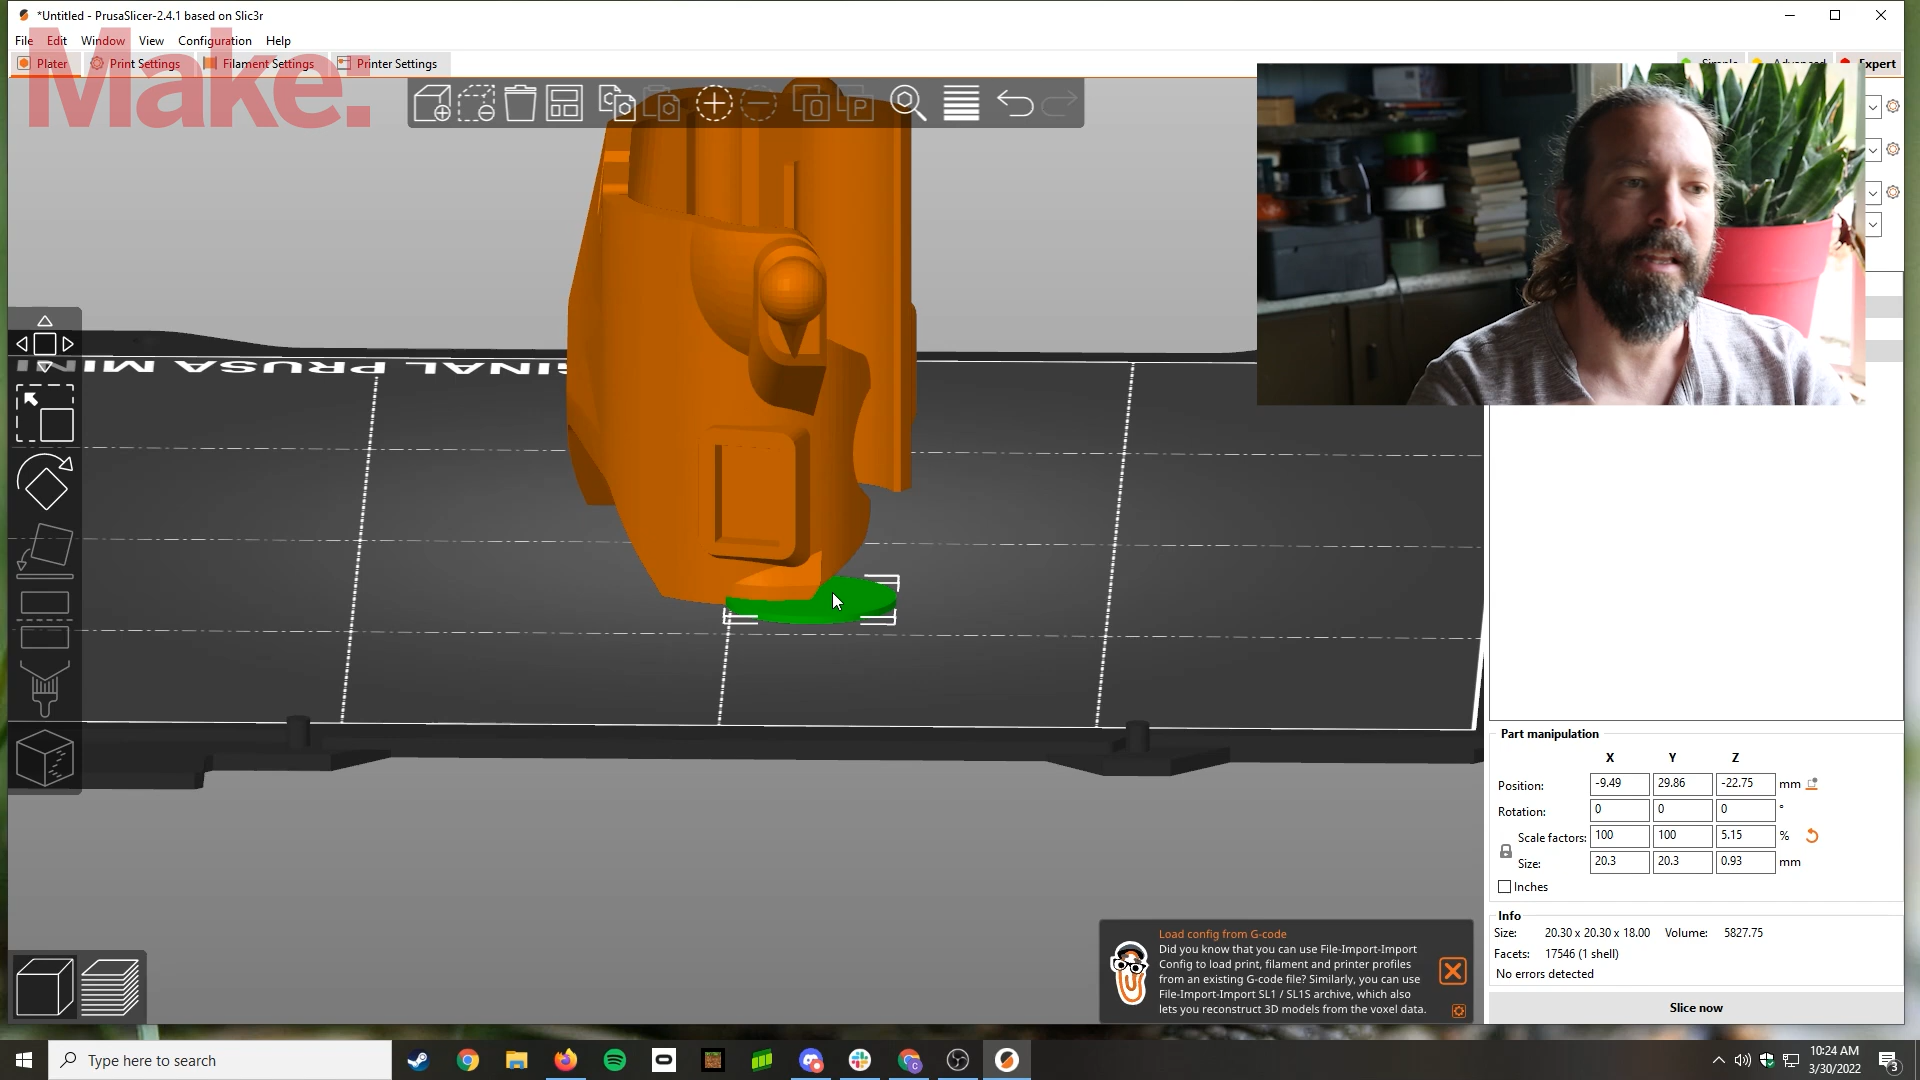 *Untitled - PrusaSlicer-2.4.1 based on Slic3r
File Edit Window View Configuration Help
Make:
Plater Print Settings Filament Settings Printer Settings
Simple Advanced Expert
INAL PRUSA MINI
Part manipulation
X Y Z
Position: -9.49 29.86 -22.75 mm
Rotation: 0 0 0 °
Scale factors: 100 100 5.15 %
Size: 20.3 20.3 0.93 mm
Inches
Info
Size: 20.30 x 20.30 x 18.00 Volume: 5827.75
Facets: 17546 (1 shell)
No errors detected
Slice now
Load config from G-code
Did you know that you can use File-Import-Import
Config to load print, filament and printer profiles
from an existing G-code file? Similarly, you can use
File-Import-Import SL1 / SL1S archive, which also
lets you reconstruct 3D models from the voxel data.
Type here to search
10:24 AM
3/30/2022
3